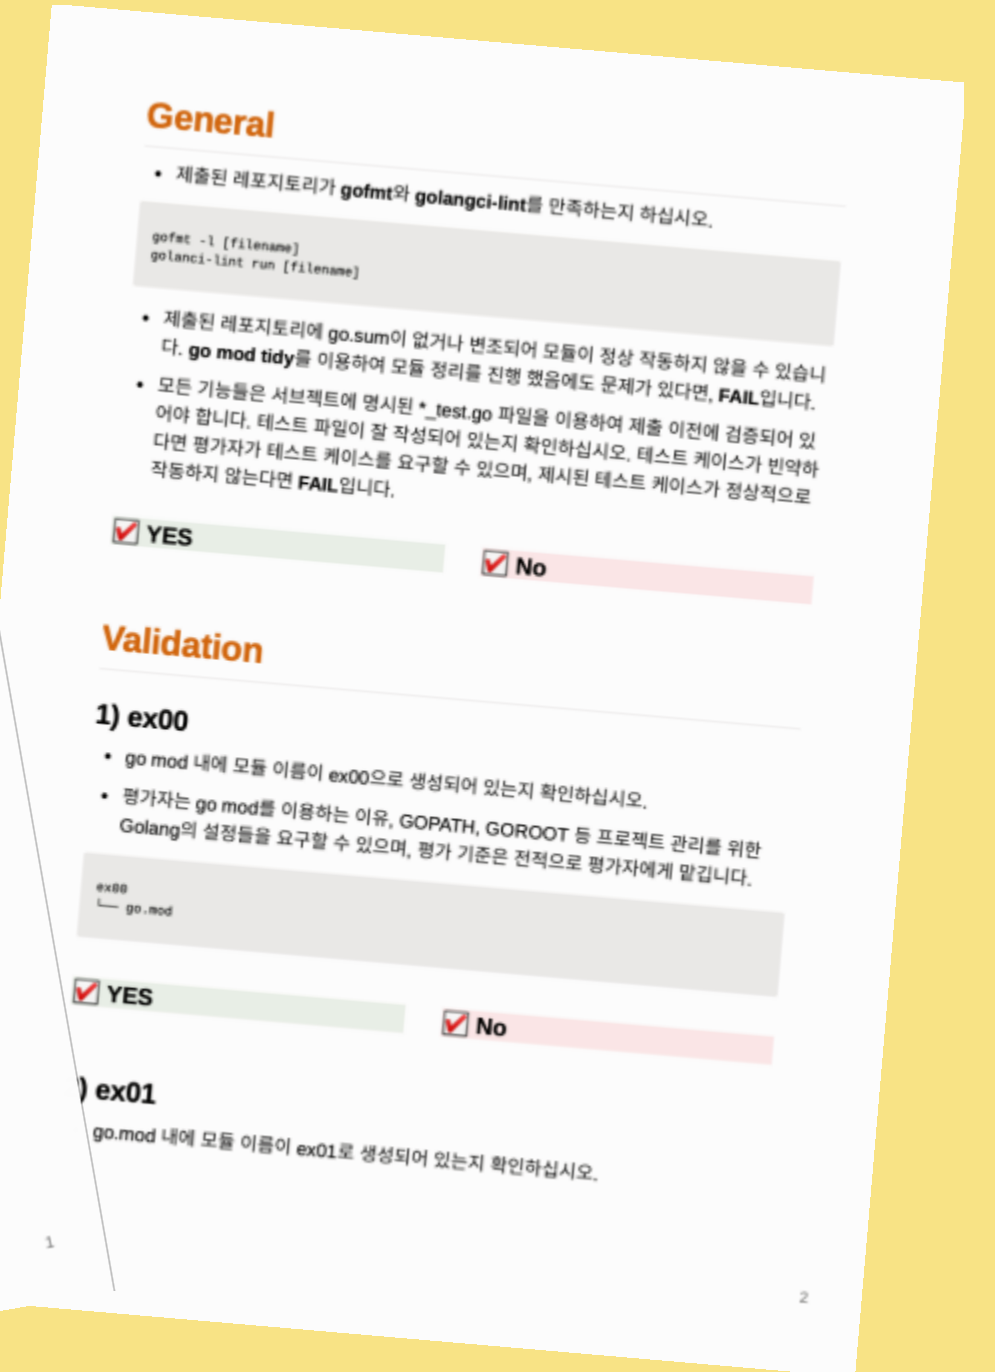 General
• 제출된 레포지토리가 gofmt와 golangci-lint를 만족하는지 하십시오.
gofmt -l [filename]
golanci-lint run [filename]
• 제출된 레포지토리에 go.sum이 없거나 변조되어 모듈이 정상 작동하지 않을 수 있습니
다. go mod tidy를 이용하여 모듈 정리를 진행 했음에도 문제가 있다면, FAIL입니다.
• 모든 기능들은 서브젝트에 명시된 *_test.go 파일을 이용하여 제출 이전에 검증되어 있
어야 합니다. 테스트 파일이 잘 작성되어 있는지 확인하십시오. 테스트 케이스가 빈약하
다면 평가자가 테스트 케이스를 요구할 수 있으며, 제시된 테스트 케이스가 정상적으로
작동하지 않는다면 FAIL입니다.
☑ YES ☑ No
Validation
1) ex00
• go mod 내에 모듈 이름이 ex00으로 생성되어 있는지 확인하십시오.
• 평가자는 go mod를 이용하는 이유, GOPATH, GOROOT 등 프로젝트 관리를 위한
Golang의 설정들을 요구할 수 있으며, 평가 기준은 전적으로 평가자에게 맡깁니다.
ex00
└── go.mod
☑ YES ☑ No
) ex01
go.mod 내에 모듈 이름이 ex01로 생성되어 있는지 확인하십시오.
1
2